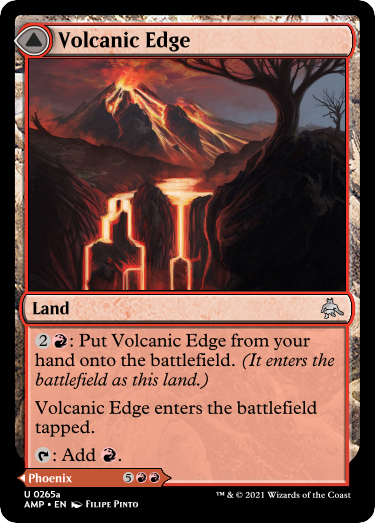 Volcanic Edge
Land
2R: Put Volcanic Edge from your
hand onto the battlefield. (It enters the
battlefield as this land.)
Volcanic Edge enters the battlefield
tapped.
: Add .
Phoenix 5
U 0265a
AMP • EN FILIPE PINTO ™ & © 2021 Wizards of the Coast